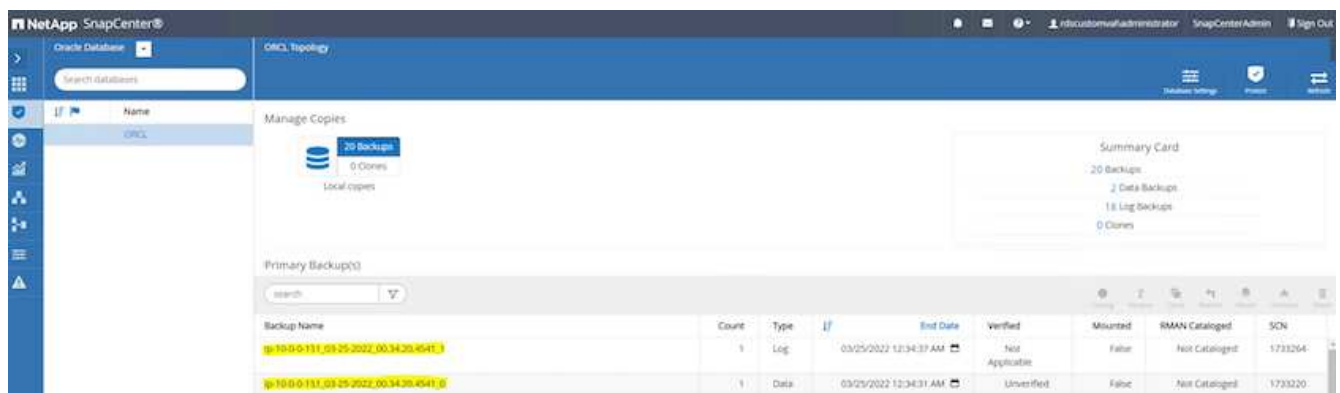 NetApp SnapCenter®
rdscustomval\administrator SnapCenterAdmin Sign Out
Oracle Database
ORCL Topology
Search databases
Database Settings Protect Refresh
Name
ORCL
Manage Copies
20 Backups
0 Clones
Local copies
Summary Card
20 Backups
2 Data Backups
18 Log Backups
0 Clones
Primary Backup(s)
search
Backup Name Count Type End Date Verified Mounted RMAN Cataloged SCN
ip-10-0-0-151_03-25-2022_00.34.20.4541_1 1 Log 03/25/2022 12:34:37 AM Not Applicable False Not Cataloged 1733264
ip-10-0-0-151_03-25-2022_00.34.20.4541_0 1 Data 03/25/2022 12:34:31 AM Unverified False Not Cataloged 1733220